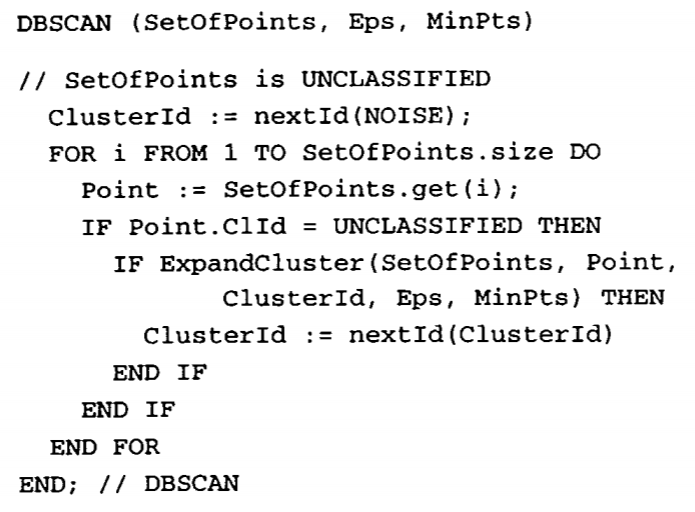 DBSCAN (SetOfPoints, Eps, MinPts)
// SetOfPoints is UNCLASSIFIED
ClusterId := nextId(NOISE);
FOR i FROM 1 TO SetOfPoints.size DO
Point := SetOfPoints.get(i);
IF Point.ClId = UNCLASSIFIED THEN
IF ExpandCluster(SetOfPoints, Point,
ClusterId, Eps, MinPts) THEN
ClusterId := nextId(ClusterId)
END IF
END IF
END FOR
END; // DBSCAN